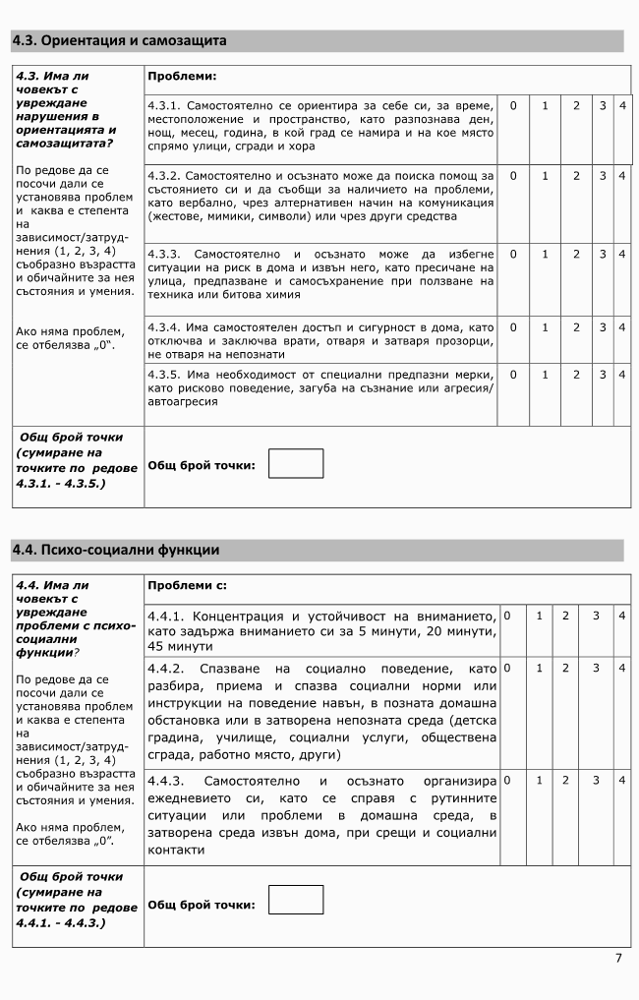 4.3. Ориентация и самозащита
4.3. Има ли
човекът с
увреждане
нарушения в
ориентацията и
самозащитата?
По редове да се
посочи дали се
установява проблем
и каква е степента
на
зависимост/затруд-
нения (1, 2, 3, 4)
съобразно възрастта
и обичайните за нея
състояния и умения.
Ако няма проблем,
се отбелязва „0“.
Проблеми:
4.3.1. Самостоятелно се ориентира за себе си, за време,
местоположение и пространство, като разпознава ден,
нощ, месец, година, в кой град се намира и на кое място
спрямо улици, сгради и хора
0 1 2 3 4
4.3.2. Самостоятелно и осъзнато може да поиска помощ за
състоянието си и да съобщи за наличието на проблеми,
като вербално, чрез алтернативен начин на комуникация
(жестове, мимики, символи) или чрез други средства
0 1 2 3 4
4.3.3. Самостоятелно и осъзнато може да избегне
ситуации на риск в дома и извън него, като пресичане на
улица, предпазване и самосъхранение при ползване на
техника или битова химия
0 1 2 3 4
4.3.4. Има самостоятелен достъп и сигурност в дома, като
отключва и заключва врати, отваря и затваря прозорци,
не отваря на непознати
0 1 2 3 4
4.3.5. Има необходимост от специални предпазни мерки,
като рисково поведение, загуба на съзнание или агресия/
автоагресия
0 1 2 3 4
Общ брой точки
(сумиране на
точките по редове
4.3.1. - 4.3.5.)
Общ брой точки:
4.4. Психо-социални функции
4.4. Има ли
човекът с
увреждане
проблеми с психо-
социални
функции?
По редове да се
посочи дали се
установява проблем
и каква е степента
на
зависимост/затруд-
нения (1, 2, 3, 4)
съобразно възрастта
и обичайните за нея
състояния и умения.
Ако няма проблем,
се отбелязва „0”.
Проблеми с:
4.4.1. Концентрация и устойчивост на вниманието,
като задържа вниманието си за 5 минути, 20 минути,
45 минути
0 1 2 3 4
4.4.2. Спазване на социално поведение, като
разбира, приема и спазва социални норми или
инструкции на поведение навън, в позната домашна
обстановка или в затворена непозната среда (детска
градина, училище, социални услуги, обществена
сграда, работно място, други)
0 1 2 3 4
4.4.3. Самостоятелно и осъзнато организира
ежедневието си, като се справя с рутинните
ситуации или проблеми в домашна среда, в
затворена среда извън дома, при срещи и социални
контакти
0 1 2 3 4
Общ брой точки
(сумиране на
точките по редове
4.4.1. - 4.4.3.)
Общ брой точки:
7